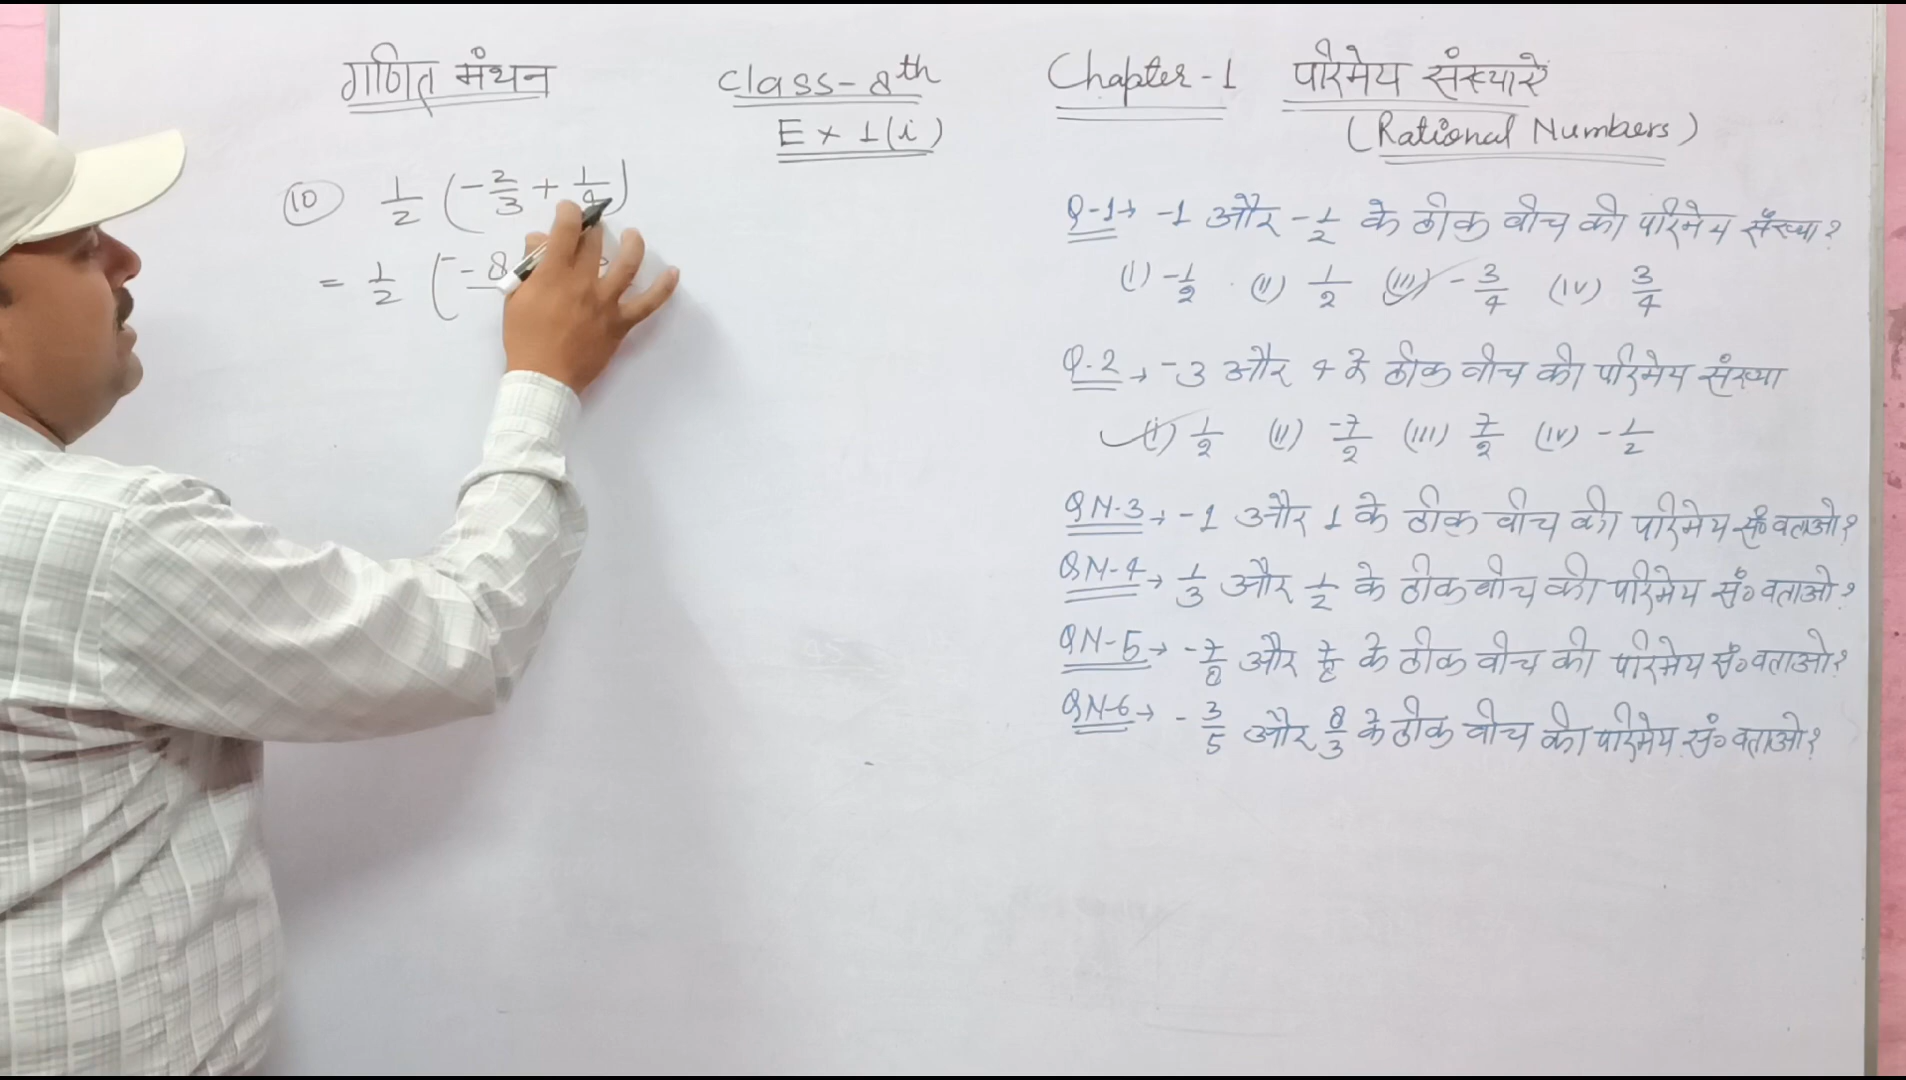 गणित मंथन
Class-8th
Ex 1(i)
Chapter-1 परिमेय संख्याऐं
(Rational Numbers)
(10) 1/2 (-2/3 + 1/4)
= 1/2 (-8
Q-1→ -1 और -1/2 के ठीक बीच की परिमेय संख्या?
(i) -1/2 (ii) 1/2 (iii) -3/4 (iv) 3/4
Q.2→ -3 और 4 के ठीक बीच की परिमेय संख्या
(i) 1/2 (ii) -7/2 (iii) 7/2 (iv) -1/2
QN-3→ -1 और 1 के ठीक बीच की परिमेय सं० बताओ?
QN-4→ 1/3 और 1/2 के ठीक बीच की परिमेय सं० बताओ?
QN-5→ -7/8 और 7/8 के ठीक बीच की परिमेय सं० बताओ?
QN-6→ -3/5 और 8/3 के ठीक बीच की परिमेय सं० बताओ?